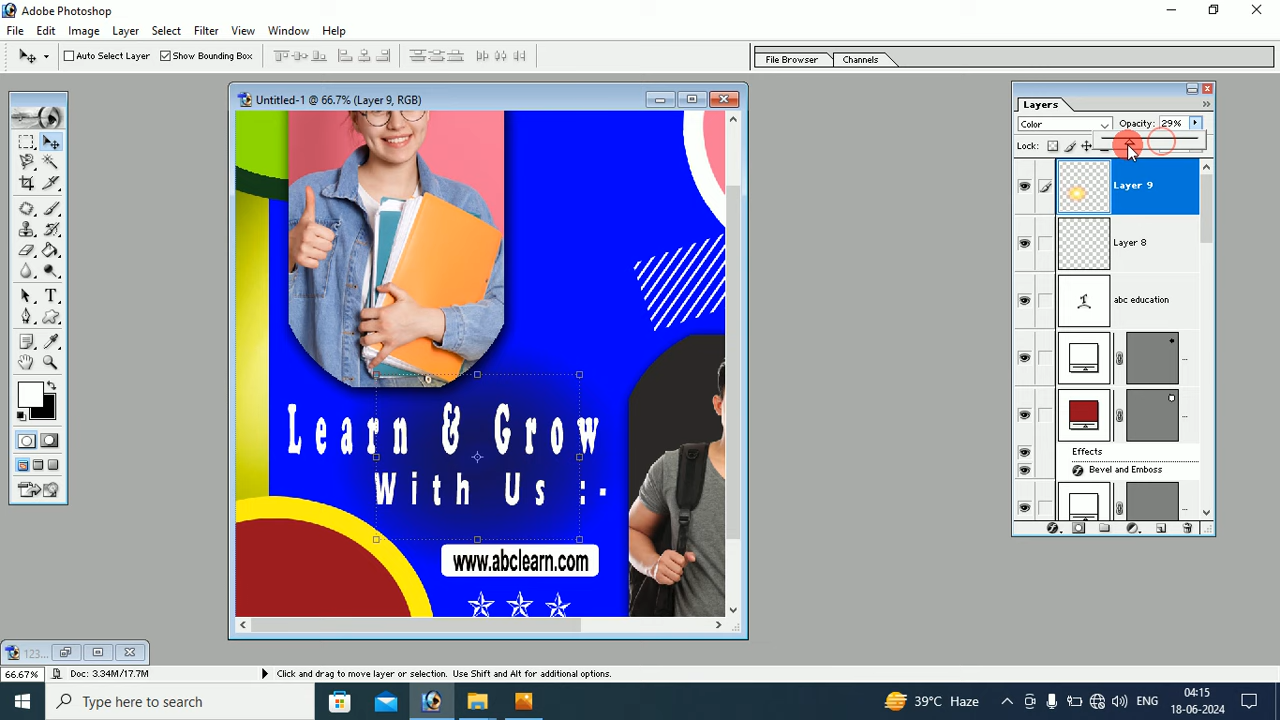 Adobe Photoshop
File Edit Image Layer Select Filter View Window Help
Auto Select Layer Show Bounding Box
File Browser Channels
Untitled-1 @ 66.7% (Layer 9, RGB)
Layers
Color Opacity: 29%
Lock:
Layer 9
Layer 8
abc education
Effects
Bevel and Emboss
Learn & Grow
With Us :-
www.abclearn.com
123...
66.67% Doc: 3.34M/17.7M Click and drag to move layer or selection. Use Shift and Alt for additional options.
Type here to search
39°C Haze
ENG
04:15
18-06-2024